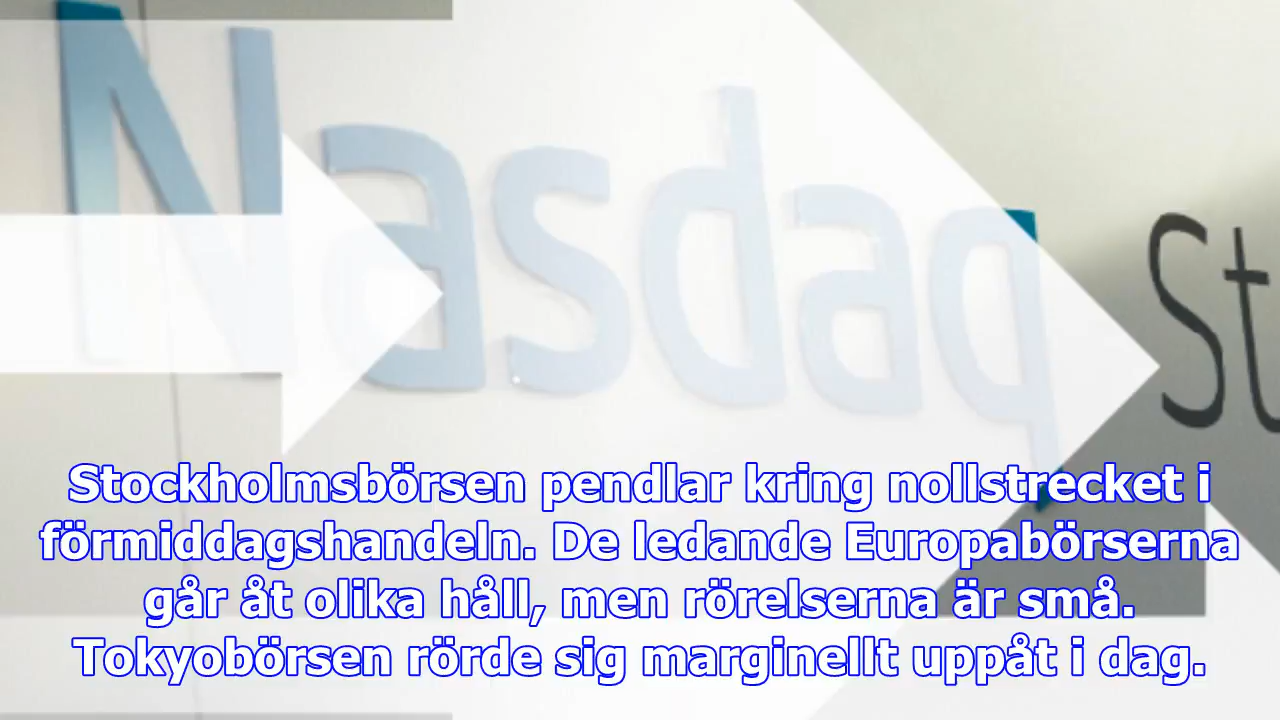 Nasdaq St
Stockholmsbörsen pendlar kring nollstrecket i
förmiddagshandeln. De ledande Europabörserna
går åt olika håll, men rörelserna är små.
Tokyobörsen rörde sig marginellt uppåt i dag.